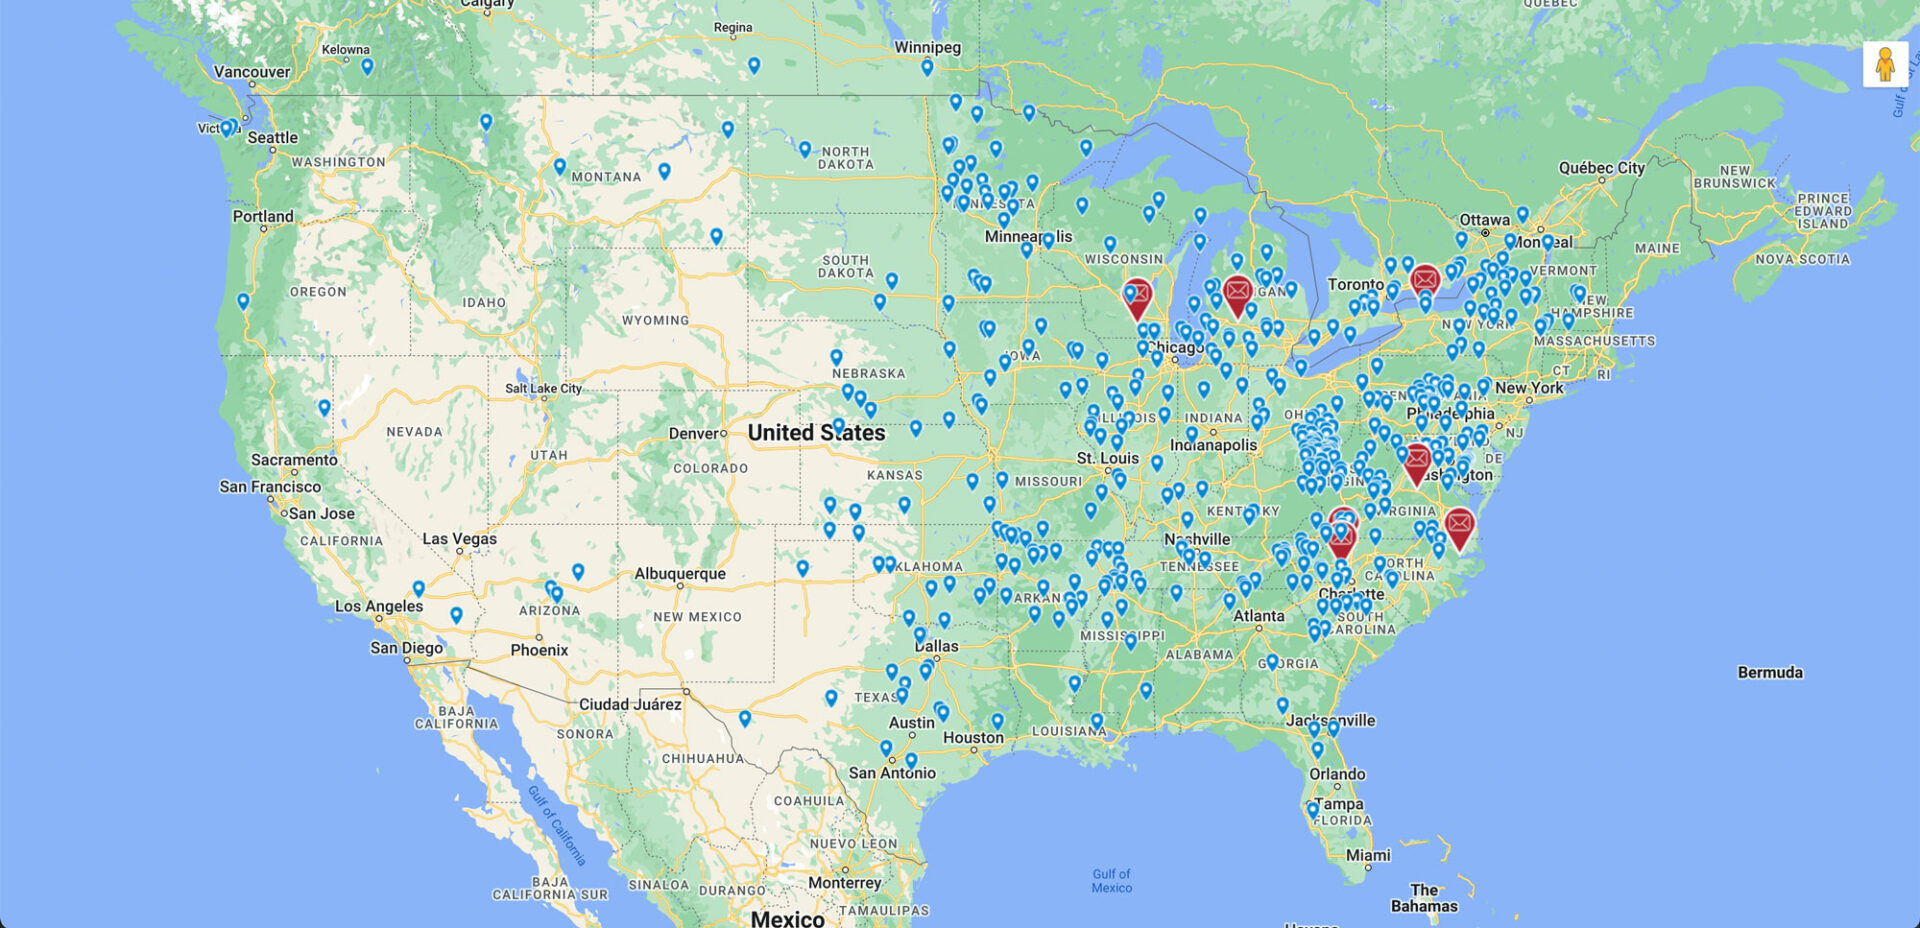 Calgary
QUÉBEC
Regina
Kelowna
Winnipeg
Vancouver
Gulf of
Seattle
WASHINGTON
NORTH
DAKOTA
MONTANA
Québec City
NEW
BRUNSWICK
PRINCE
EDWARD
ISLAND
Portland
Ottawa
Montreal
Minneapolis
MAINE
NOVA SCOTIA
WISCONSIN
SOUTH
DAKOTA
VERMONT
OREGON
IDAHO
Toronto
NEW
HAMPSHIRE
WYOMING
NEW YORK
MASSACHUSETTS
Chicago
IOWA
NEBRASKA
CT
RI
Salt Lake City
New York
Philadelphia
ILLINOIS
INDIANA
OH
NEVADA
Denver
United States
Indianapolis
NJ
UTAH
St. Louis
DE
Sacramento
COLORADO
KANSAS
MISSOURI
Washington
San Francisco
San Jose
KENTUCKY
VIRGINIA
CALIFORNIA
Las Vegas
Nashville
TENNESSEE
OKLAHOMA
Albuquerque
NORTH
CAROLINA
Los Angeles
ARIZONA
ARKANSAS
Charlotte
NEW MEXICO
Atlanta
SOUTH
CAROLINA
MISSISSIPPI
San Diego
Phoenix
Dallas
ALABAMA
GEORGIA
Bermuda
Ciudad Juárez
TEXAS
BAJA
CALIFORNIA
SONORA
Austin
Houston
LOUISIANA
Jacksonville
CHIHUAHUA
San Antonio
Orlando
COAHUILA
Tampa
FLORIDA
Gulf of California
NUEVO LEON
Miami
Gulf of
Mexico
BAJA
CALIFORNIA SUR
SINALOA
DURANGO
Monterrey
The
Bahamas
TAMAULIPAS
Mexico